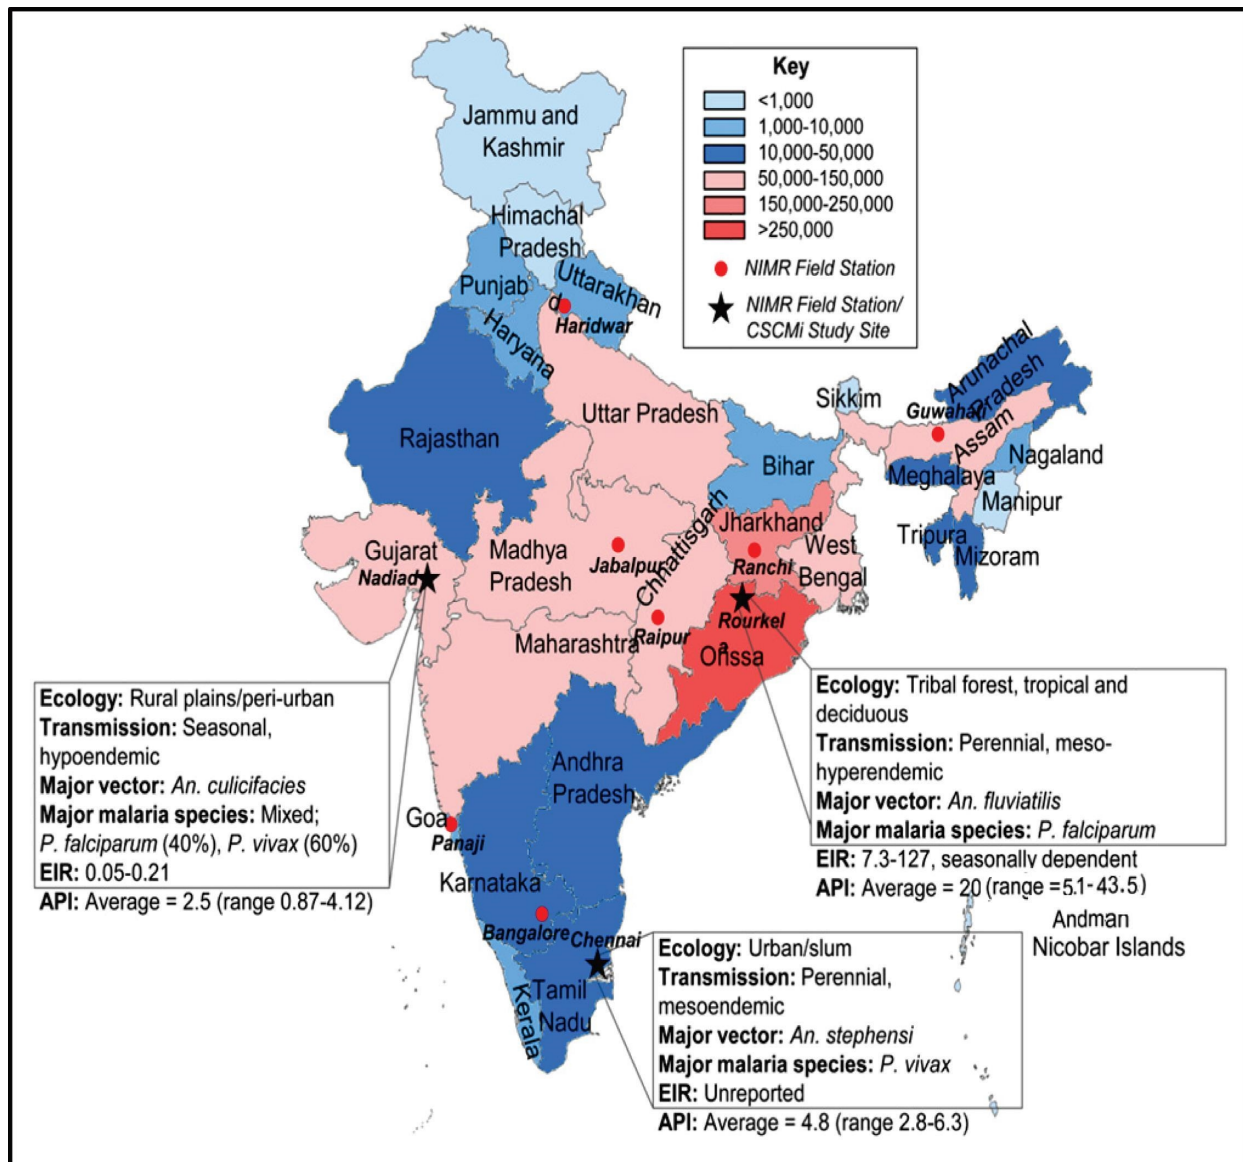 Key
<1,000
1,000-10,000
10,000-50,000
50,000-150,000
150,000-250,000
>250,000
NIMR Field Station
NIMR Field Station/
CSCMi Study Site
Jammu and
Kashmir
Himachal
Pradesh
Punjab
Uttarakhan
d
Haridwar
Haryana
Rajasthan
Uttar Pradesh
Bihar
Sikkim
Arunachal
Pradesh
Guwahati
Assam
Nagaland
Meghalaya
Manipur
Tripura
Mizoram
Gujarat
Nadiad
Madhya
Pradesh
Jabalpur
Chhattisgarh
Jharkhand
Ranchi
West
Bengal
Maharashtra
Raipur
Rourkel
a
Orissa
Andhra
Pradesh
Goa
Panaji
Karnataka
Bangalore
Chennai
Kerala
Tamil
Nadu
Andman
Nicobar Islands
Ecology: Rural plains/peri-urban
Transmission: Seasonal,
hypoendemic
Major vector: An. culicifacies
Major malaria species: Mixed;
P. falciparum (40%), P. vivax (60%)
EIR: 0.05-0.21
API: Average = 2.5 (range 0.87-4.12)
Ecology: Tribal forest, tropical and
deciduous
Transmission: Perennial, meso-
hyperendemic
Major vector: An. fluviatilis
Major malaria species: P. falciparum
EIR: 7.3-127, seasonally dependent
API: Average = 20 (range =5.1-43.5)
Ecology: Urban/slum
Transmission: Perennial,
mesoendemic
Major vector: An. stephensi
Major malaria species: P. vivax
EIR: Unreported
API: Average = 4.8 (range 2.8-6.3)